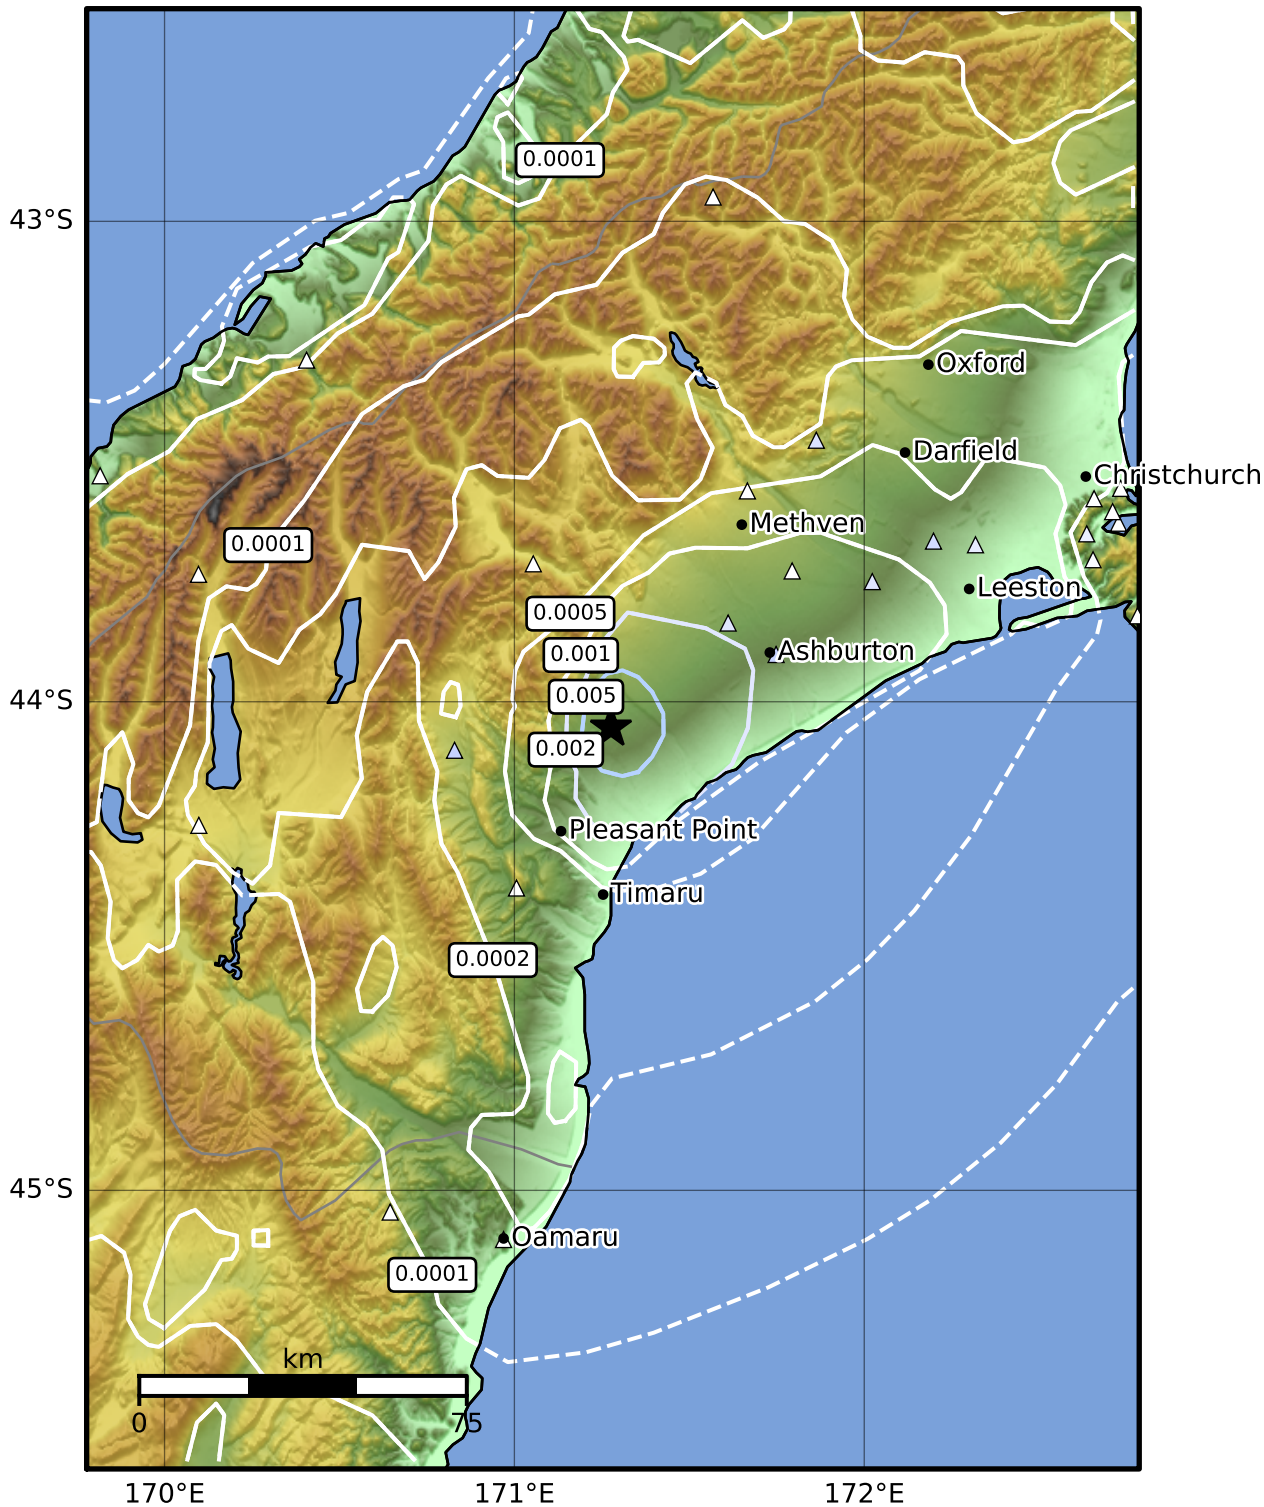 0.0001
43°S
Oxford
Darfield
Christchurch
Methven
0.0001
Leeston
0.0005
0.001
Ashburton
0.005
44°S
0.002
Pleasant Point
Timaru
0.0002
45°S
Oamaru
0.0001
km
0
75
170°E
171°E
172°E